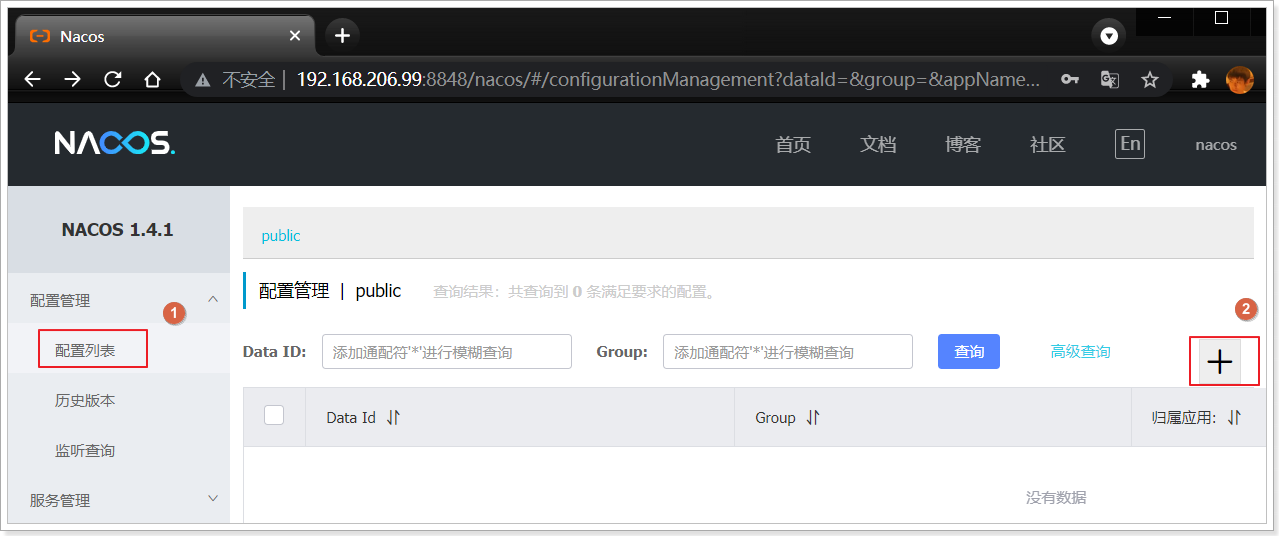 Nacos
不安全 | 192.168.206.99:8848/nacos/#/configurationManagement?dataId=&group=&appName...
NACOS.
首页 文档 博客 社区 En nacos
NACOS 1.4.1
public
配置管理
1
配置列表
历史版本
监听查询
服务管理
配置管理 | public 查询结果：共查询到 0 条满足要求的配置。
2
Data ID: 添加通配符'*'进行模糊查询 Group: 添加通配符'*'进行模糊查询 查询 高级查询
Data Id Group 归属应用:
没有数据